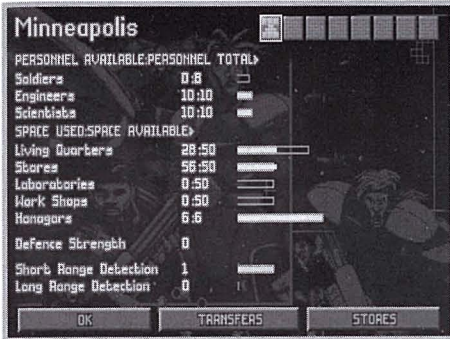 Minneapolis
PERSONNEL AVAILABLE:PERSONNEL TOTAL>
Soldiers 0:8
Engineers 10:10
Scientists 10:10
SPACE USED:SPACE AVAILABLE>
Living Quarters 28:50
Stores 56:50
Laboratories 0:50
Work Shops 0:50
Hanagars 6:6
Defence Strength 0
Short Range Detection 1
Long Range Detection 0
OK TRANSFERS STORES